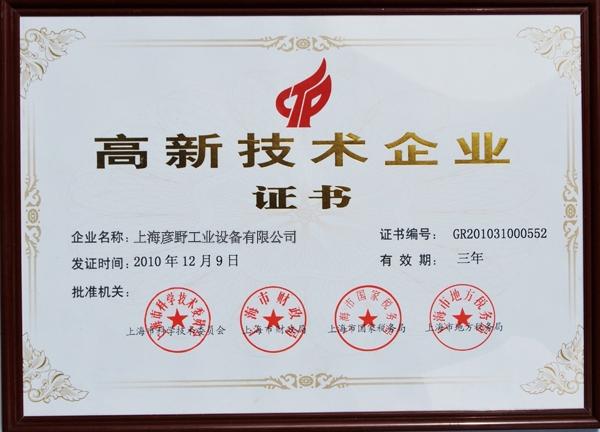 高新技术企业
证书
企业名称：上海彦野工业设备有限公司
证书编号： GR201031000552
发证时间：2010 年 12 月 9 日
有 效 期： 三年
批准机关：
上海市科学技术委员会
上海市财政局
上海市国家税务局
上海市地方税务局